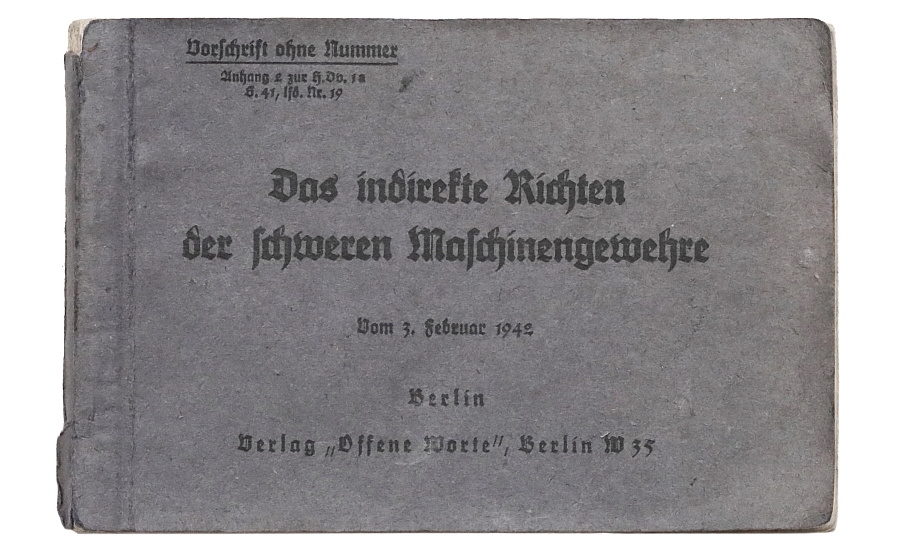 Vorschrift ohne Nummer
Anhang 2 zur H.Dv. 1a
S. 41, lfd. Nr. 19
Das indirekte Richten
der schweren Maschinengewehre
Vom 3. Februar 1942
Berlin
Verlag „Offene Worte", Berlin W 35